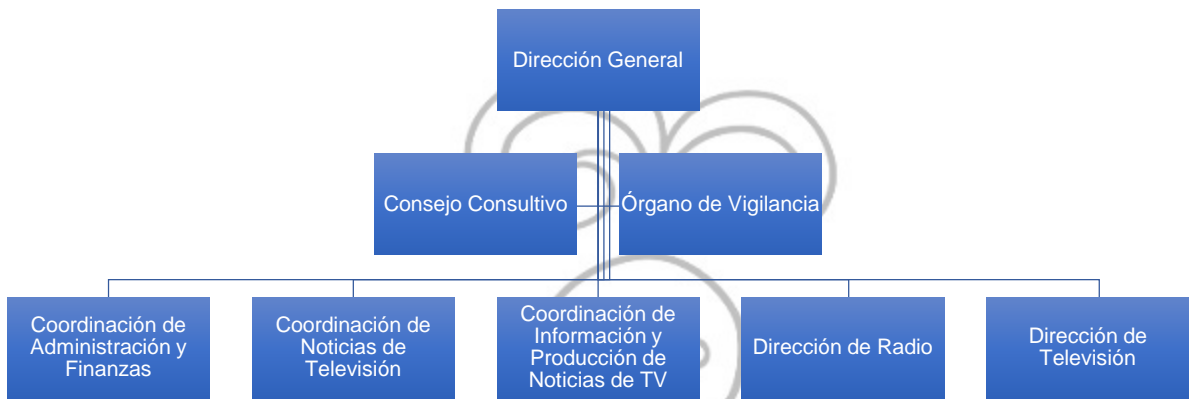 Dirección General
Consejo Consultivo
Órgano de Vigilancia
Coordinación de
Administración y
Finanzas
Coordinación de
Noticias de
Televisión
Coordinación de
Información y
Producción de
Noticias de TV
Dirección de Radio
Dirección de
Televisión